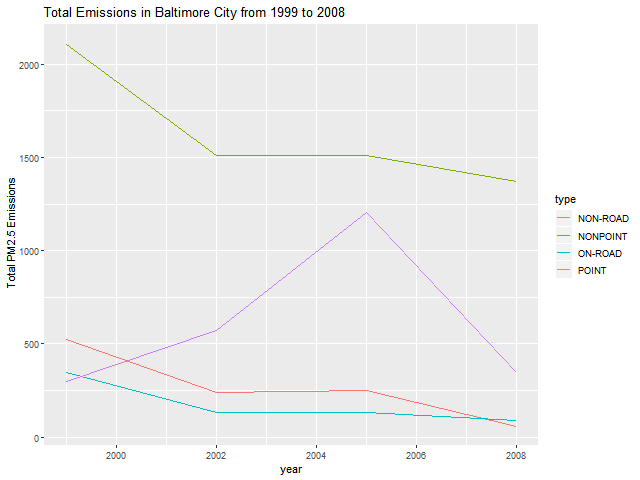 Total Emissions in Baltimore City from 1999 to 2008
Total PM2.5 Emissions
2000
1500
1000
500
0
2000
2002
2004
2006
2008
year
type
NON-ROAD
NONPOINT
ON-ROAD
POINT